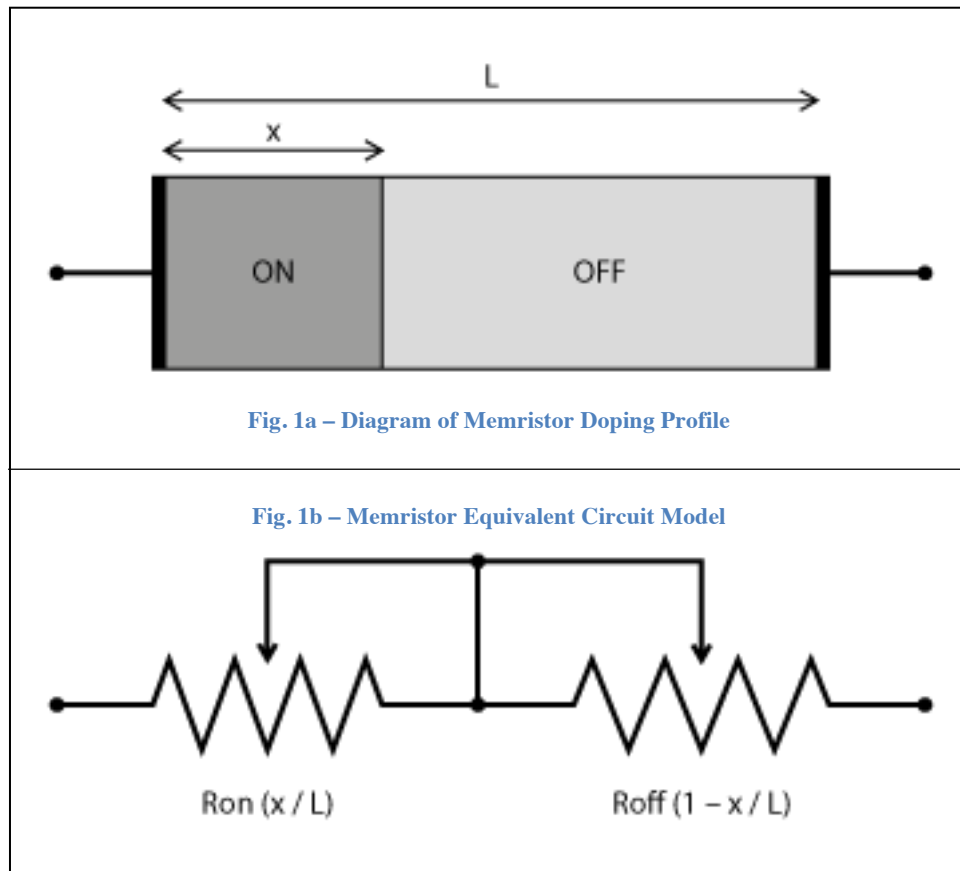 L
x
ON
OFF
Fig. 1a – Diagram of Memristor Doping Profile
Fig. 1b – Memristor Equivalent Circuit Model
Ron (x / L)
Roff (1 – x / L)